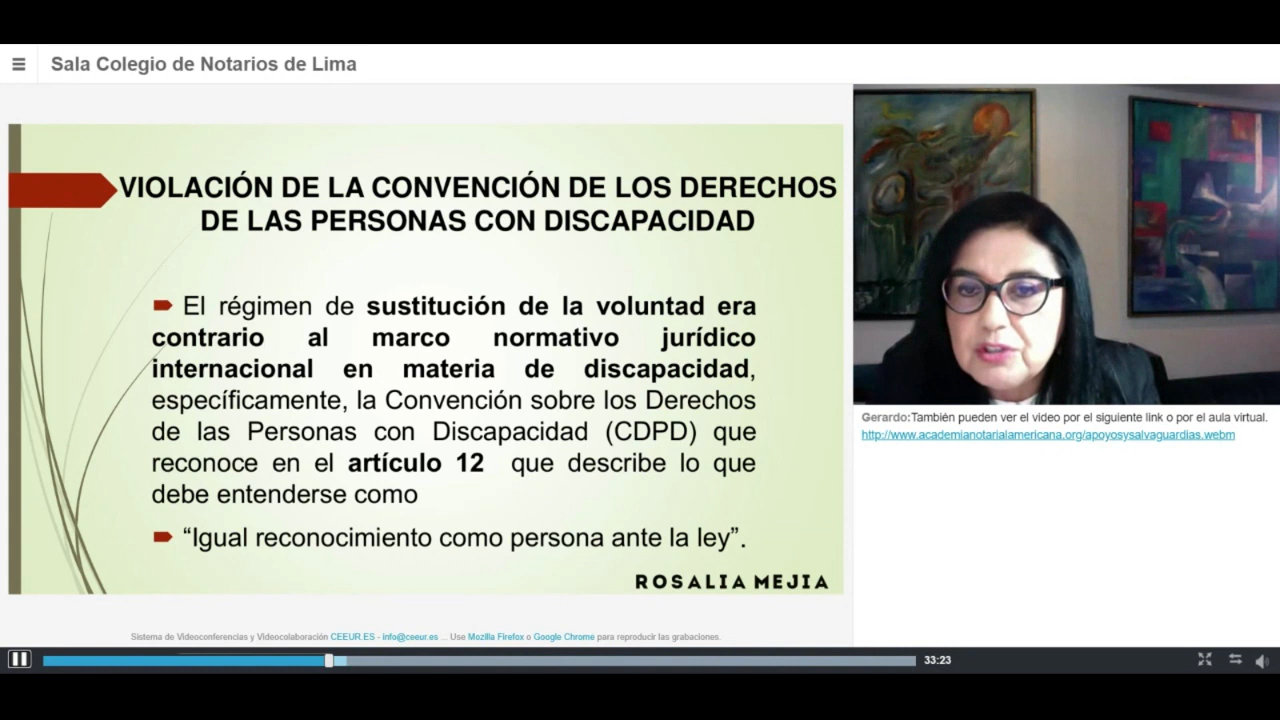 Sala Colegio de Notarios de Lima
VIOLACIÓN DE LA CONVENCIÓN DE LOS DERECHOS
DE LAS PERSONAS CON DISCAPACIDAD
El régimen de sustitución de la voluntad era
contrario al marco normativo jurídico
internacional en materia de discapacidad,
específicamente, la Convención sobre los Derechos
de las Personas con Discapacidad (CDPD) que
reconoce en el artículo 12 que describe lo que
debe entenderse como
“Igual reconocimiento como persona ante la ley”.
ROSALIA MEJIA
Gerardo:También pueden ver el video por el siguiente link o por el aula virtual.
http://www.academianotarialamericana.org/apoyosysalvaguardias.webm
Sistema de Videoconferencias y Videocolaboración CEEUR.ES - info@ceeur.es ... Use Mozilla Firefox o Google Chrome para reproducir las grabaciones.
33:23